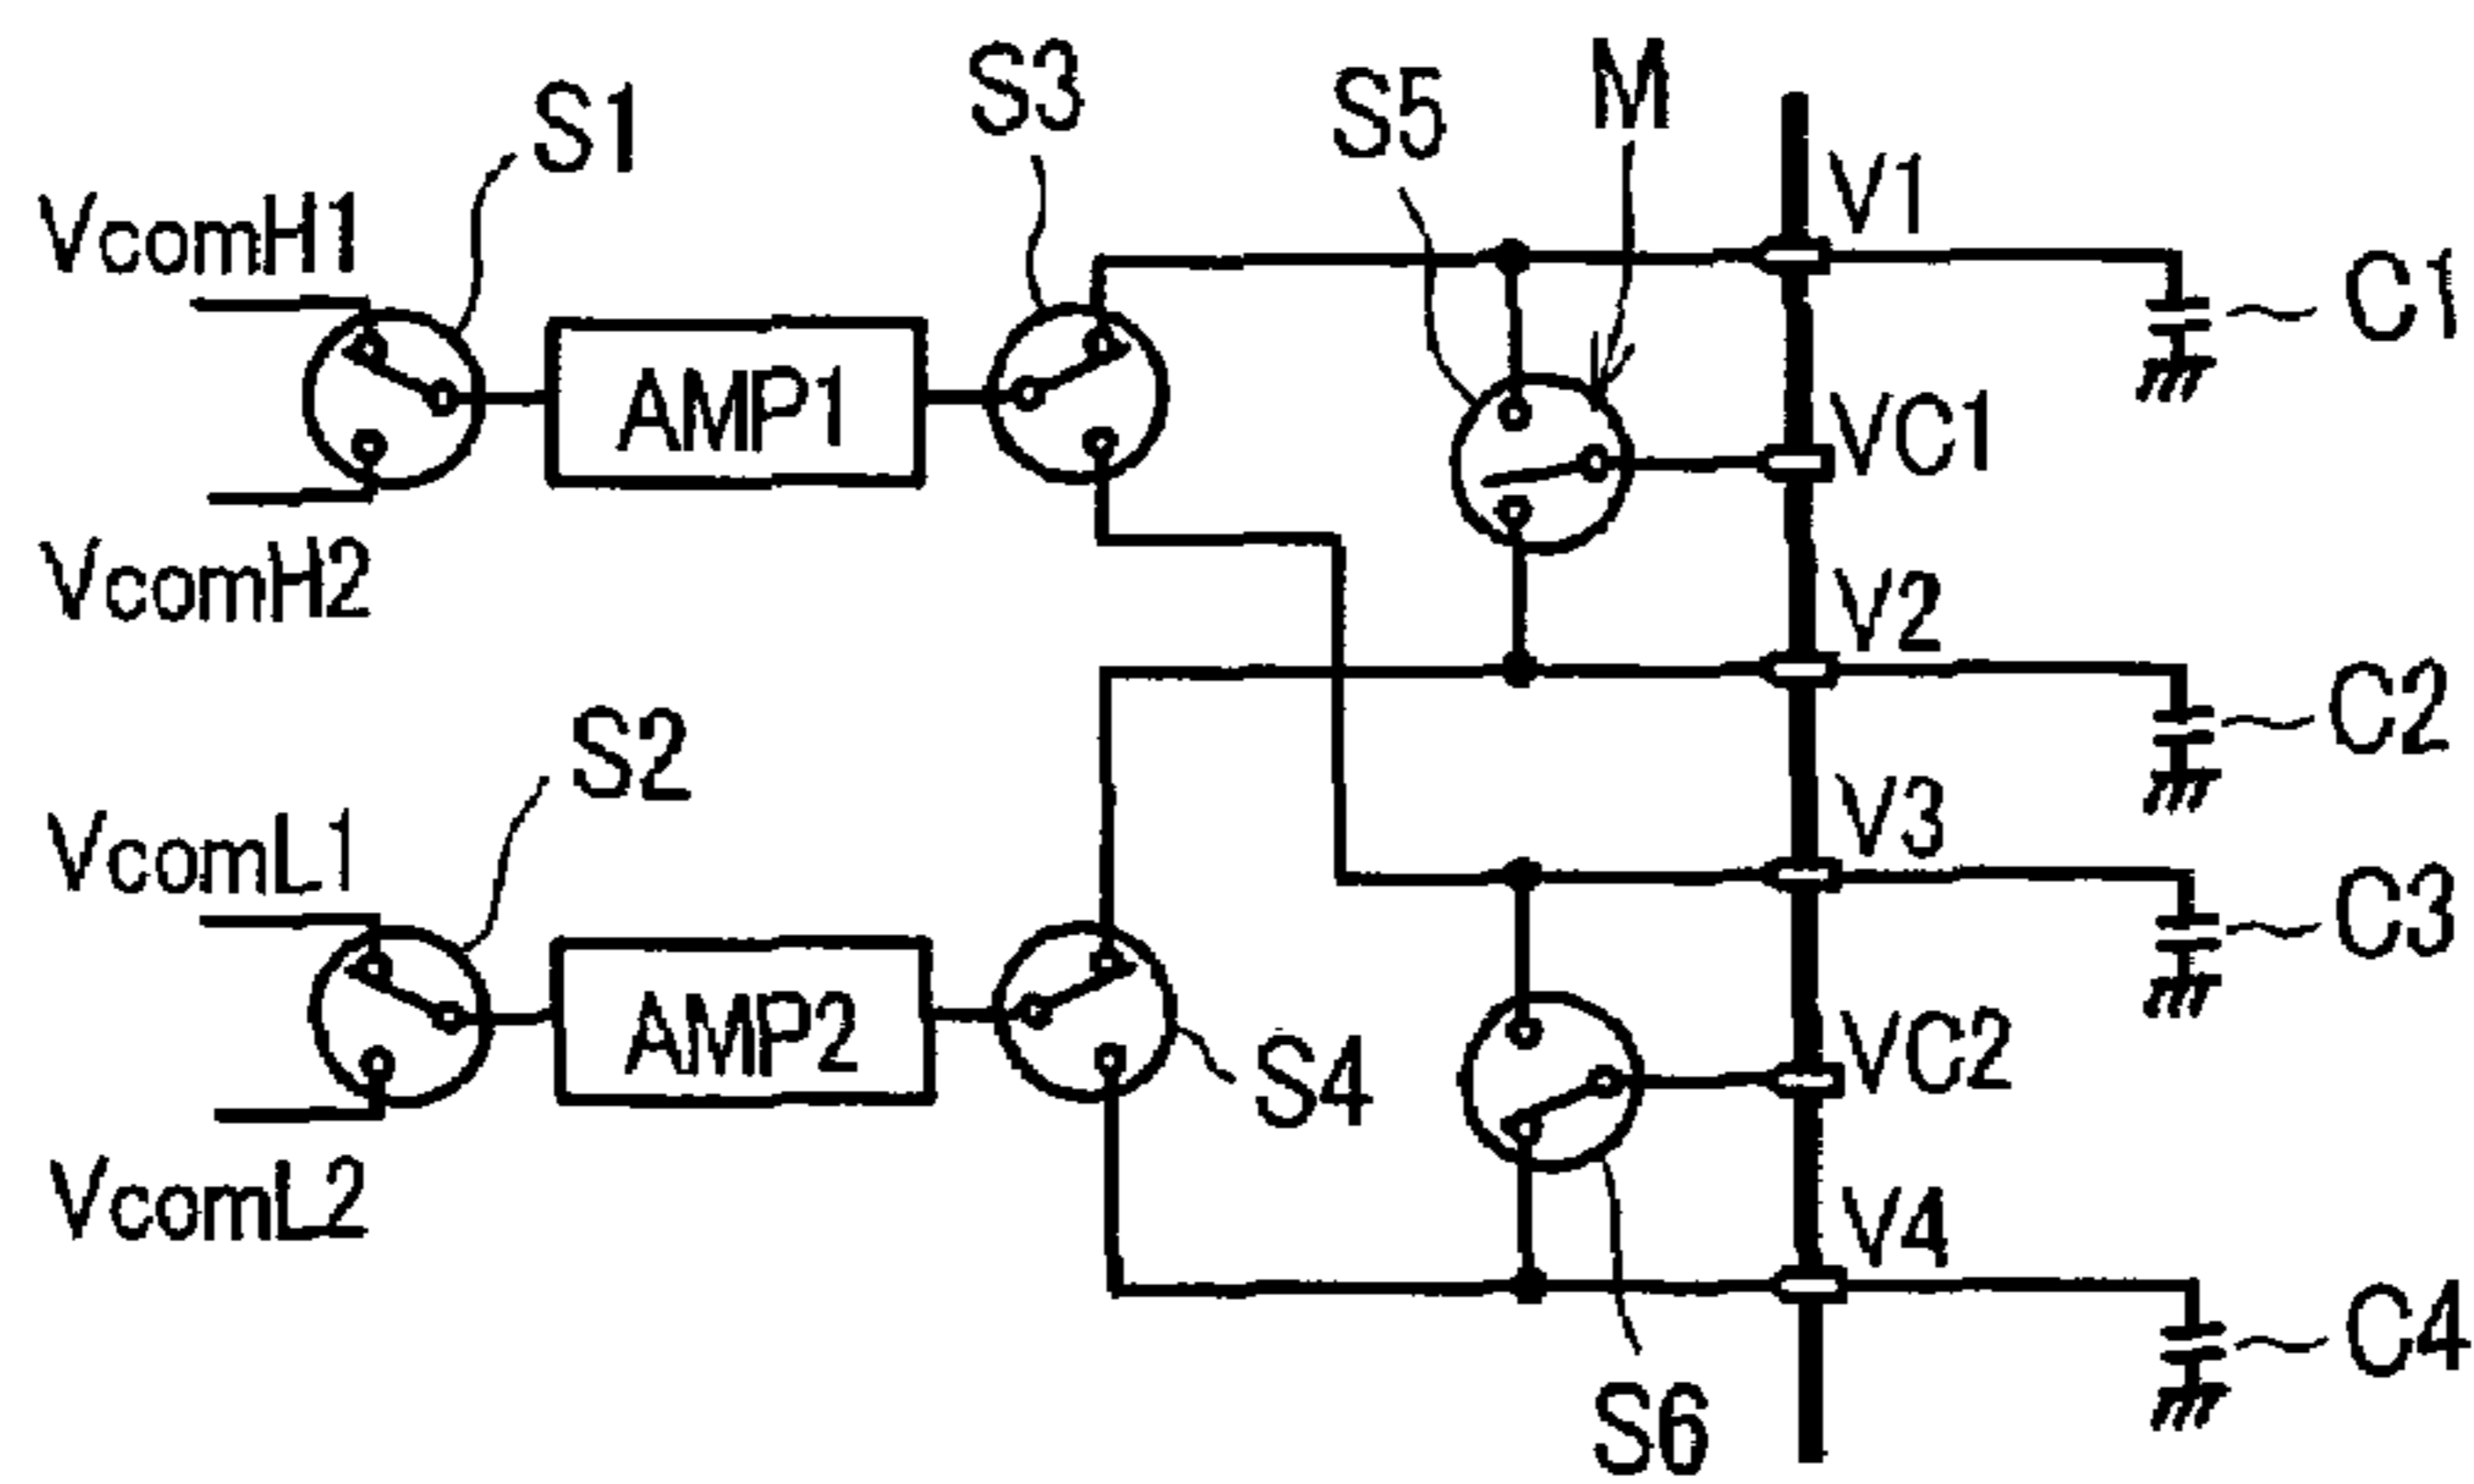 S3
M
S5
S1
V1
VcomH1
C1
AMP1
VC1
VcomH2
V2
C2
S2
V3
VcomL1
C3
AMP2
VC2
S4
VcomL2
V4
C4
S6